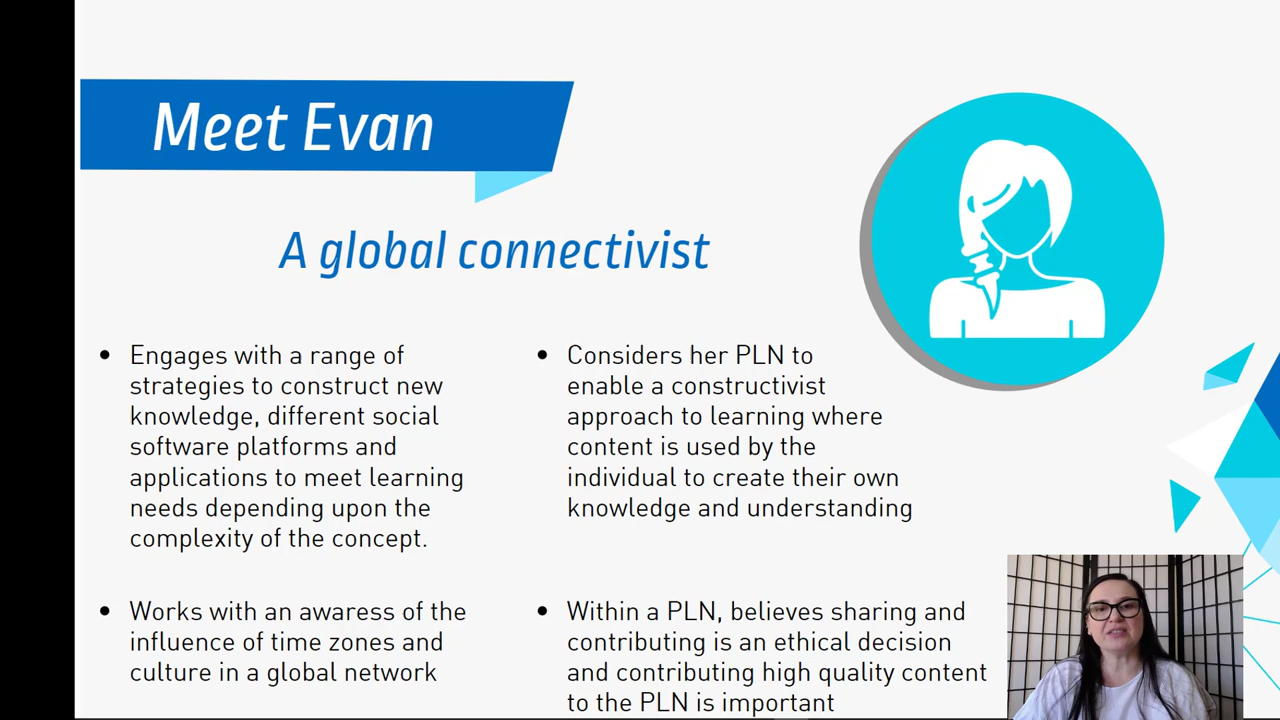 Meet Evan
A global connectivist
Engages with a range of
strategies to construct new
knowledge, different social
software platforms and
applications to meet learning
needs depending upon the
complexity of the concept.
Works with an awaress of the
influence of time zones and
culture in a global network
Considers her PLN to
enable a constructivist
approach to learning where
content is used by the
individual to create their own
knowledge and understanding
Within a PLN, believes sharing and
contributing is an ethical decision
and contributing high quality content
to the PLN is important